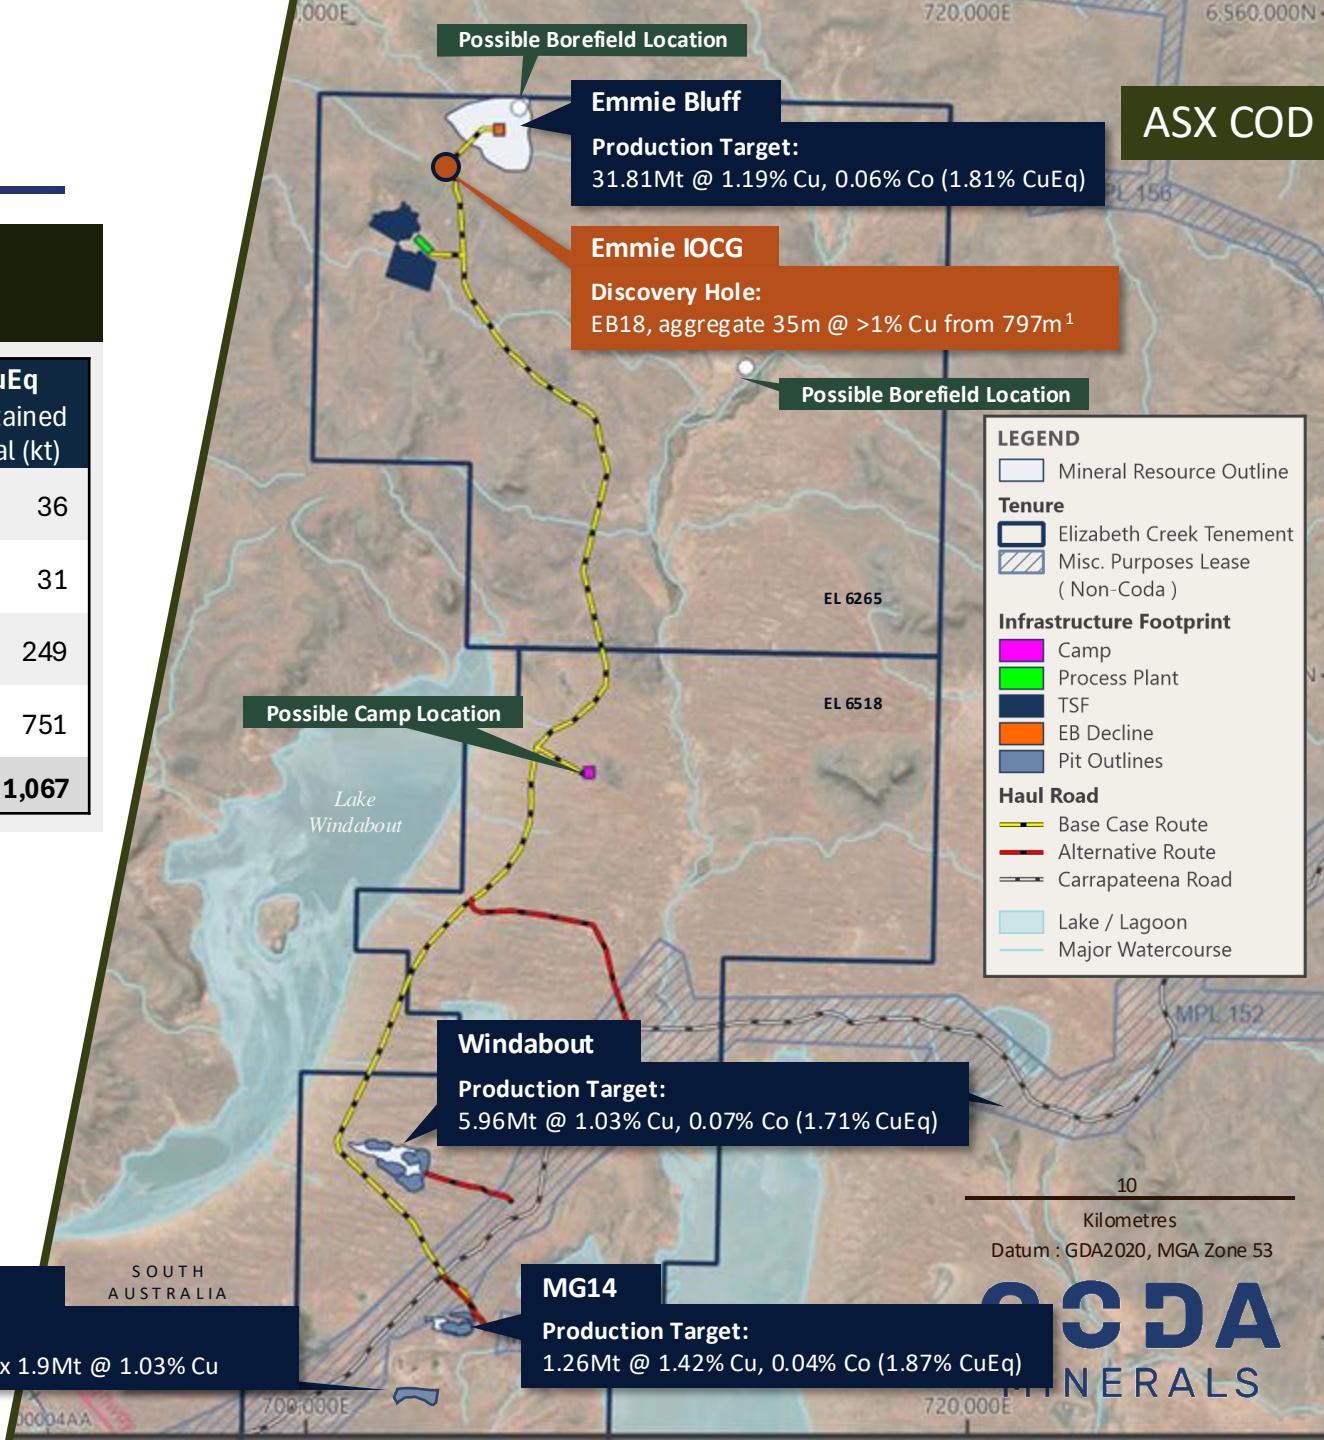 ,000E
720,000E
6,560,000N
Possible Borefield Location
Emmie Bluff
Production Target:
31.81Mt @ 1.19% Cu, 0.06% Co (1.81% CuEq)
ASX COD
PL 156
Emmie IOCG
Discovery Hole:
EB18, aggregate 35m @ >1% Cu from 797m¹
Possible Borefield Location
uEq
tained
al (kt)
36
31
249
751
1,067
LEGEND
Mineral Resource Outline
Tenure
Elizabeth Creek Tenement
Misc. Purposes Lease
( Non-Coda )
Infrastructure Footprint
Camp
Process Plant
TSF
EB Decline
Pit Outlines
Haul Road
Base Case Route
Alternative Route
Carrapateena Road
Lake / Lagoon
Major Watercourse
EL 6265
EL 6518
N
Possible Camp Location
Lake
Windabout
MPL 152
Windabout
Production Target:
5.96Mt @ 1.03% Cu, 0.07% Co (1.71% CuEq)
10
Kilometres
Datum : GDA2020, MGA Zone 53
SOUTH
AUSTRALIA
MG14
Production Target:
1.26Mt @ 1.42% Cu, 0.04% Co (1.87% CuEq)
x 1.9Mt @ 1.03% Cu
CODA
MINERALS
00004AA
700,000E
720,000E